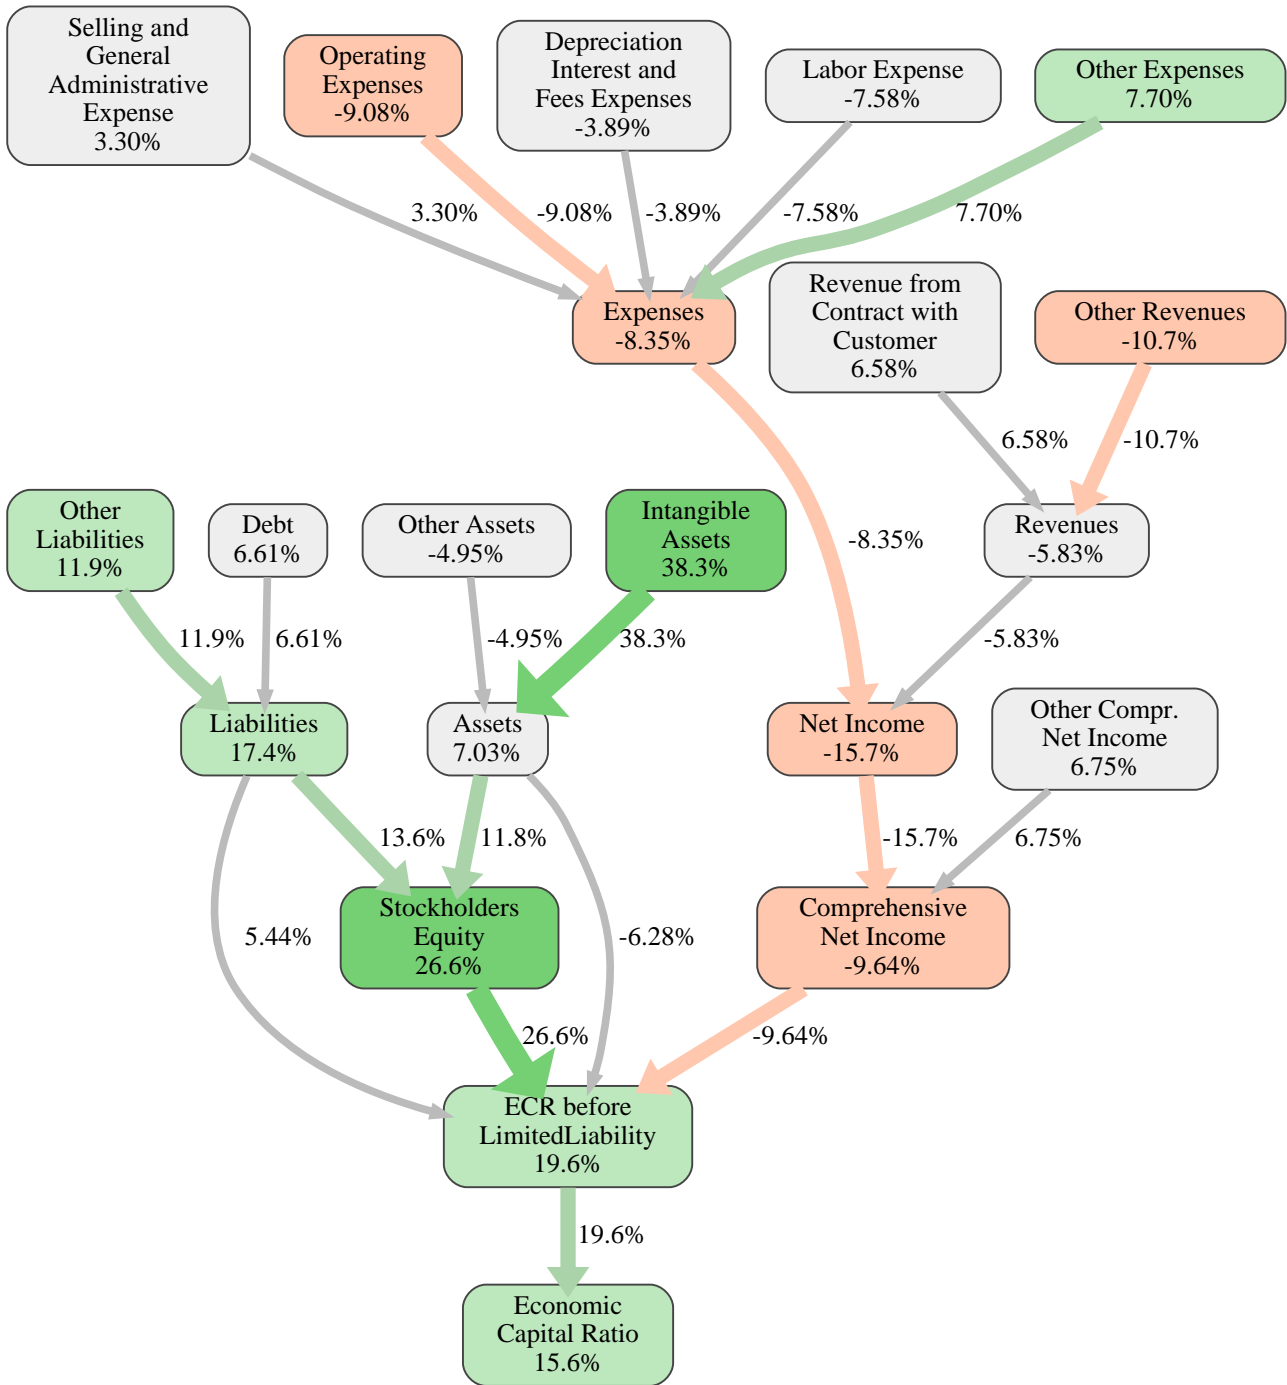 Selling and
General
Administrative
Expense
3.30%
Operating
Expenses
-9.08%
Depreciation
Interest and
Fees Expenses
-3.89%
Labor Expense
-7.58%
Other Expenses
7.70%
3.30%
-9.08%
-3.89%
-7.58%
7.70%
Expenses
-8.35%
Revenue from
Contract with
Customer
6.58%
Other Revenues
-10.7%
6.58%
-10.7%
Other
Liabilities
11.9%
Debt
6.61%
Other Assets
-4.95%
Intangible
Assets
38.3%
-8.35%
Revenues
-5.83%
11.9%
6.61%
-4.95%
38.3%
-5.83%
Liabilities
17.4%
Assets
7.03%
Net Income
-15.7%
Other Compr.
Net Income
6.75%
13.6%
11.8%
-15.7%
6.75%
Stockholders
Equity
26.6%
Comprehensive
Net Income
-9.64%
5.44%
-6.28%
26.6%
-9.64%
ECR before
LimitedLiability
19.6%
19.6%
Economic
Capital Ratio
15.6%